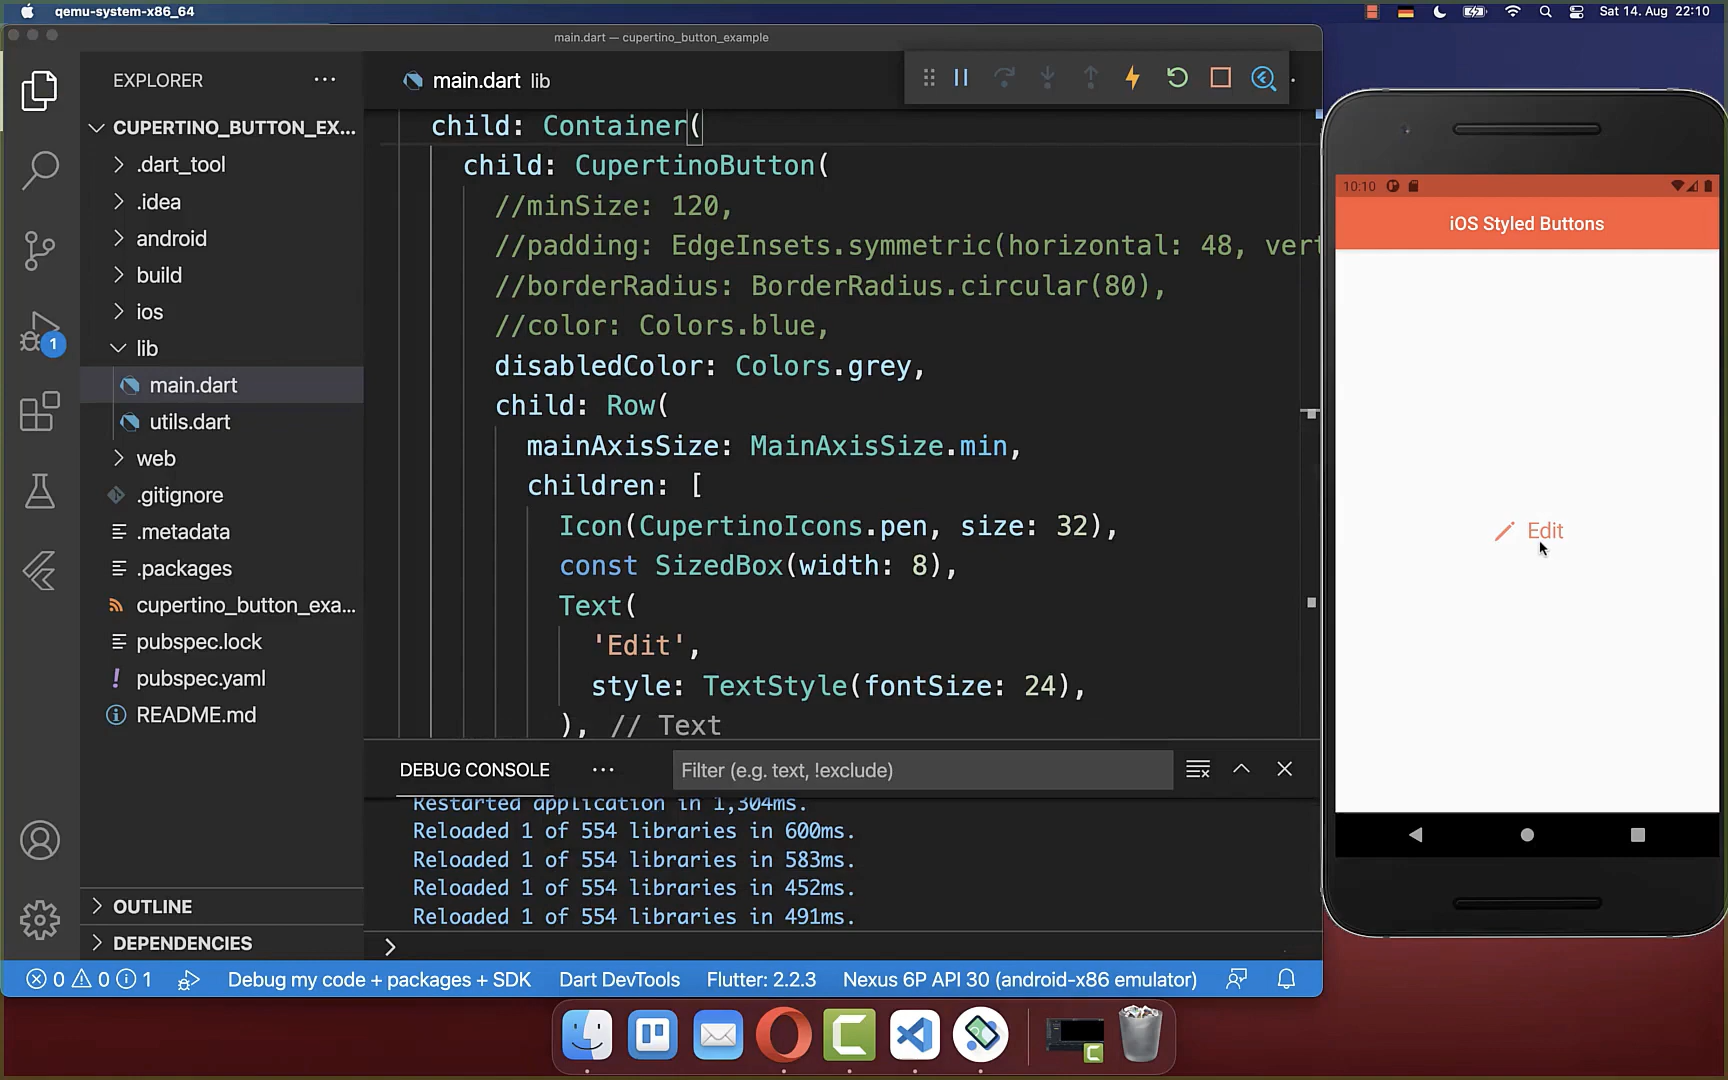 qemu-system-x86_64
Sat 14. Aug 22:10
main.dart — cupertino_button_example
EXPLORER
CUPERTINO_BUTTON_EX...
.dart_tool
.idea
android
build
ios
lib
main.dart
utils.dart
web
.gitignore
.metadata
.packages
cupertino_button_exa...
pubspec.lock
pubspec.yaml
README.md
OUTLINE
DEPENDENCIES
1
main.dart lib
child: Container(
child: CupertinoButton(
//minSize: 120,
//padding: EdgeInsets.symmetric(horizontal: 48, vert
//borderRadius: BorderRadius.circular(80),
//color: Colors.blue,
disabledColor: Colors.grey,
child: Row(
mainAxisSize: MainAxisSize.min,
children: [
Icon(CupertinoIcons.pen, size: 32),
const SizedBox(width: 8),
Text(
'Edit',
style: TextStyle(fontSize: 24),
), // Text
DEBUG CONSOLE
Filter (e.g. text, !exclude)
Restarted application in 1,304ms.
Reloaded 1 of 554 libraries in 600ms.
Reloaded 1 of 554 libraries in 583ms.
Reloaded 1 of 554 libraries in 452ms.
Reloaded 1 of 554 libraries in 491ms.
0 0 1 Debug my code + packages + SDK Dart DevTools Flutter: 2.2.3 Nexus 6P API 30 (android-x86 emulator)
10:10
iOS Styled Buttons
Edit